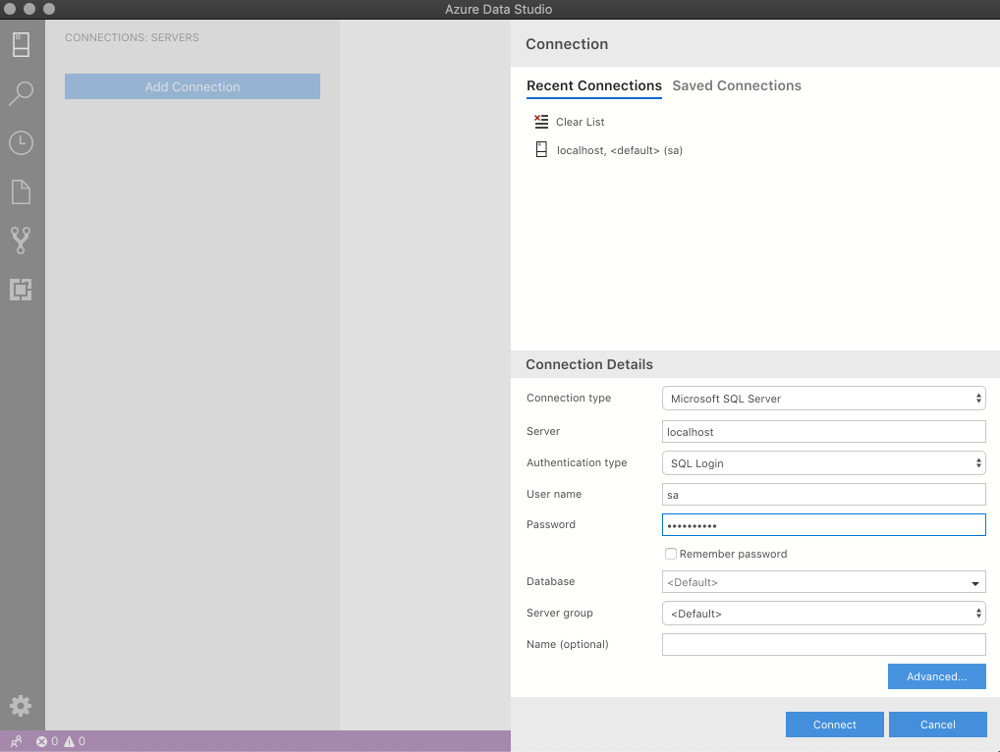 Azure Data Studio
CONNECTIONS: SERVERS
Add Connection
Connection
Recent Connections Saved Connections
Clear List
localhost, <default> (sa)
Connection Details
Connection type Microsoft SQL Server
Server localhost
Authentication type SQL Login
User name sa
Password ••••••••••
Remember password
Database <Default>
Server group <Default>
Name (optional)
Advanced...
Connect Cancel
0 0